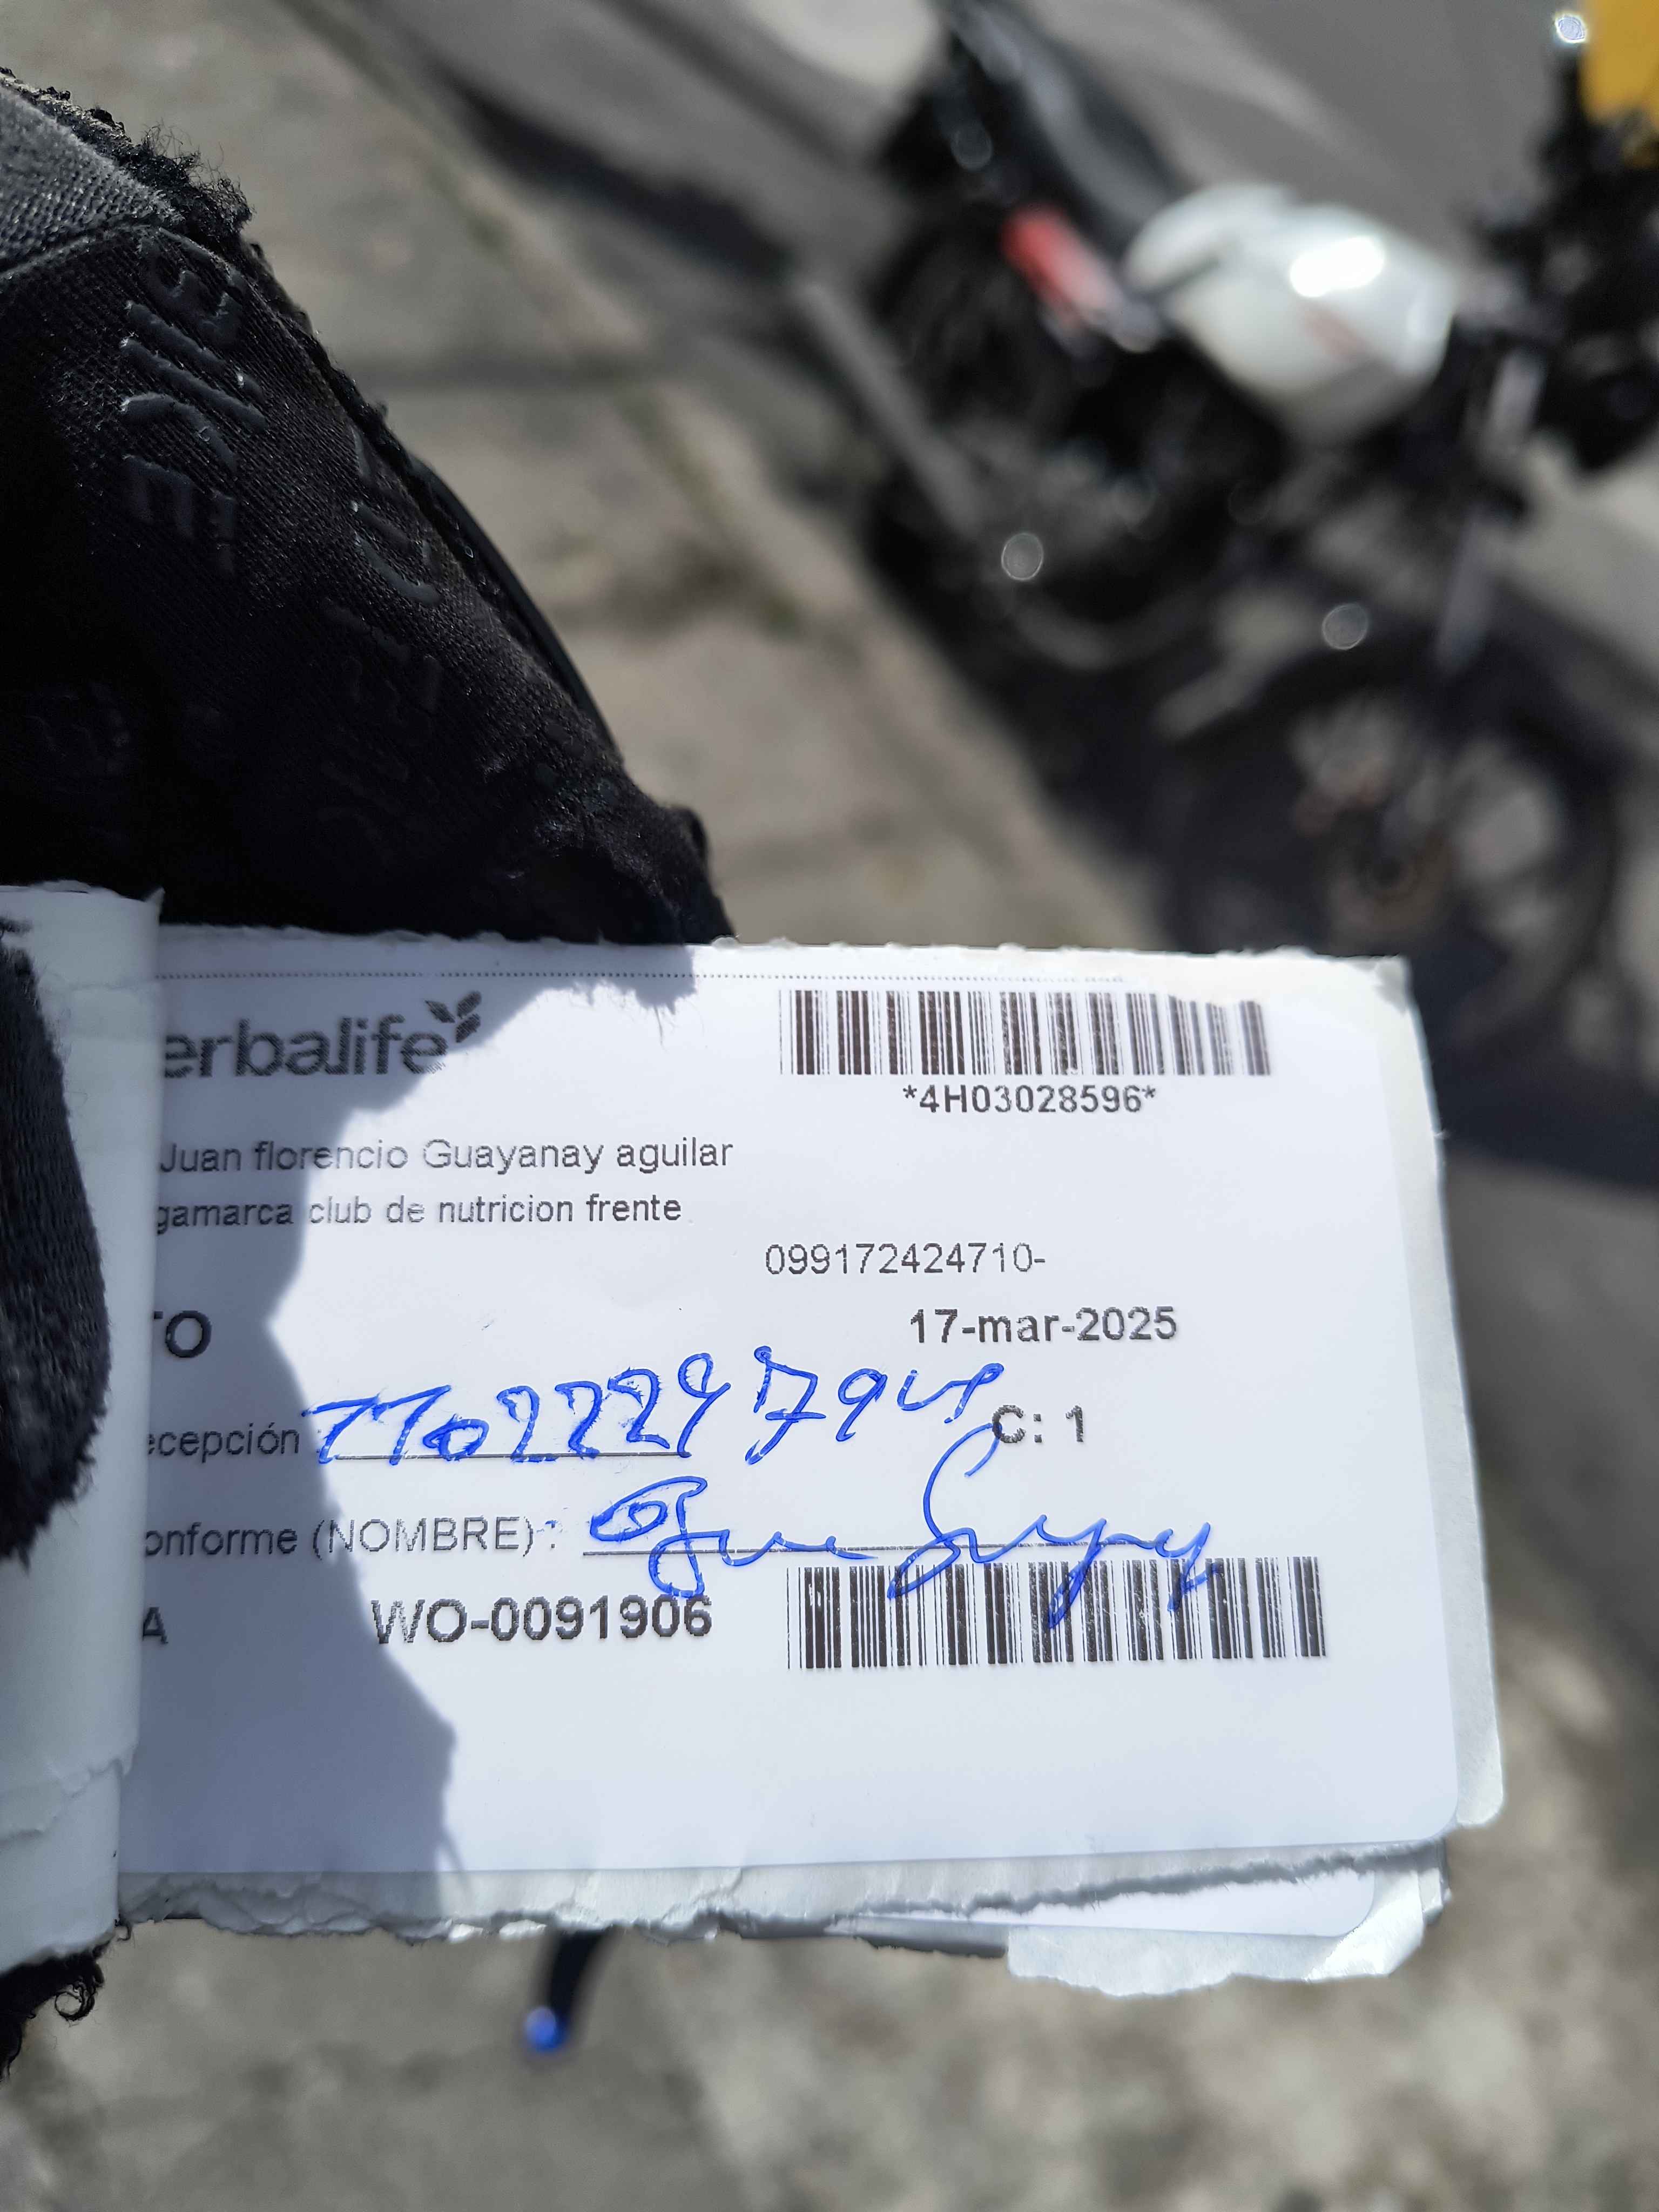 erbalife
*4H03028596*
Juan florencio Guayanay aguilar
gamarca club de nutricion frente
099172424710-
TO
17-mar-2025
ecepción
C: 1
onforme (NOMBRE) :
A
WO-0091906